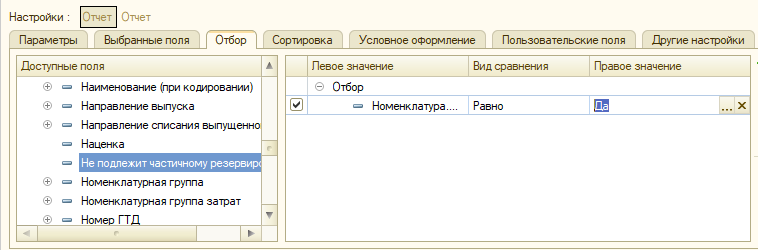 Настройки : Отчет Отчет
Параметры Выбранные поля Отбор Сортировка Условное оформление Пользовательские поля Другие настройки
Доступные поля
Наименование (при кодировании)
Направление выпуска
Направление списания выпущенно
Наценка
Не подлежит частичному резервиро
Номенклатурная группа
Номенклатурная группа затрат
Номер ГТД
Левое значение Вид сравнения Правое значение
Отбор
Номенклатура.... Равно Да ...